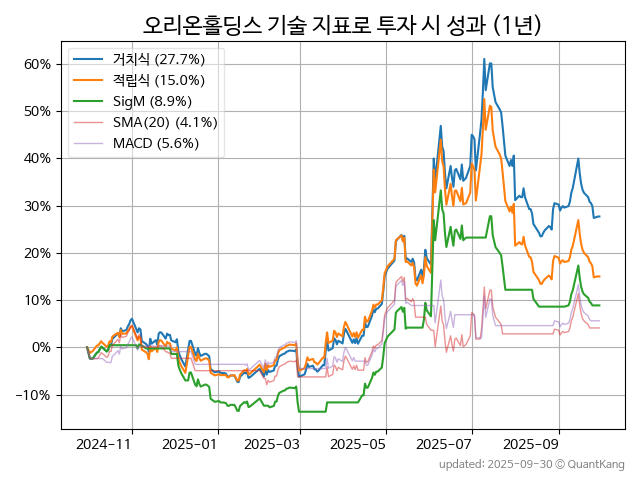 오리온홀딩스 기술 지표로 투자 시 성과 (1년)
거치식 (27.7%)
적립식 (15.0%)
SigM (8.9%)
SMA(20) (4.1%)
MACD (5.6%)
60%
50%
40%
30%
20%
10%
0%
−10%
2024−11
2025−01
2025−03
2025−05
2025−07
2025−09
updated: 2025-09-30 © QuantKang